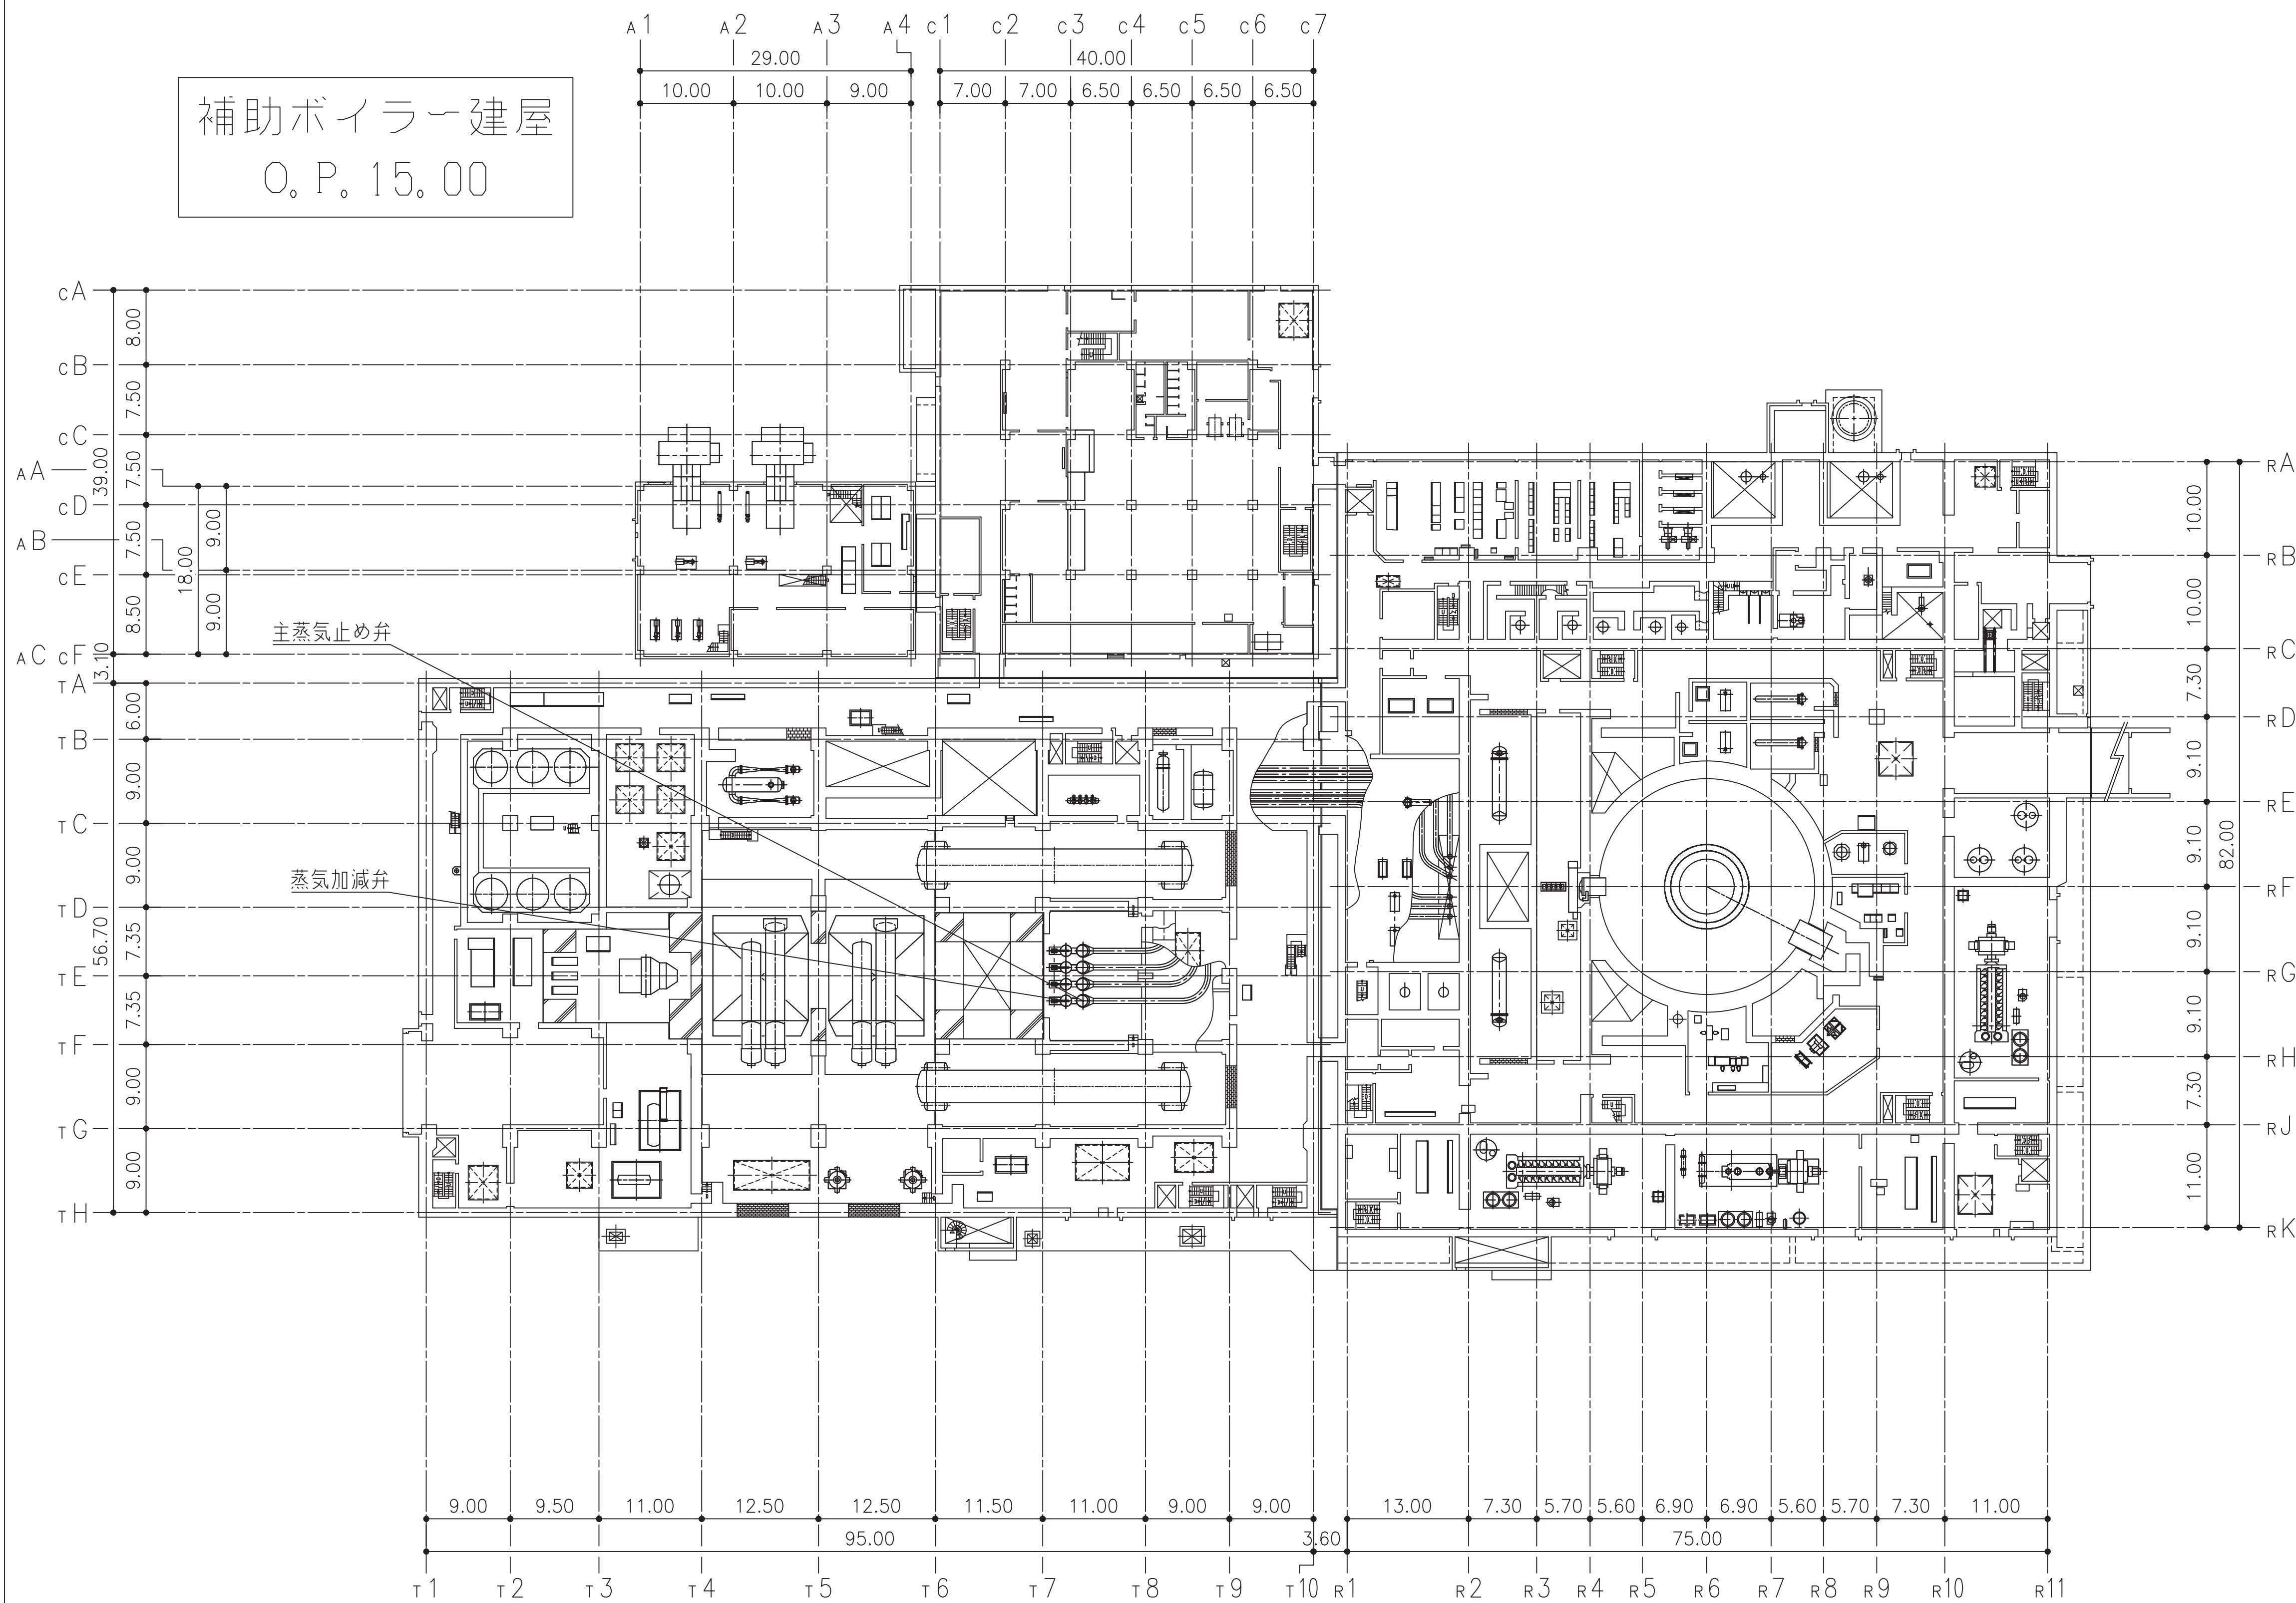 A1 A2 A3 A4 C1 C2 C3 C4 C5 C6 C7
29.00 40.00
10.00 10.00 9.00 7.00 7.00 6.50 6.50 6.50 6.50
補助ボイラー建屋
O.P.15.00
CA
8.00
CB
7.50
CC
39.00
7.50
AA
CD
7.50
9.00
AB
18.00
CE
8.50
9.00
AC CF
3.10
主蒸気止め弁
TA
6.00
TB
9.00
TC
9.00
蒸気加減弁
TD
56.70
7.35
TE
7.35
TF
9.00
TG
9.00
TH
RA
10.00
RB
10.00
RC
7.30
RD
9.10
RE
82.00
9.10
RF
9.10
RG
9.10
RH
7.30
RJ
11.00
RK
9.00 9.50 11.00 12.50 12.50 11.50 11.00 9.00 9.00 13.00 7.30 5.70 5.60 6.90 6.90 5.60 5.70 7.30 11.00
95.00 3.60 75.00
T1 T2 T3 T4 T5 T6 T7 T8 T9 T10 R1 R2 R3 R4 R5 R6 R7 R8 R9 R10 R11